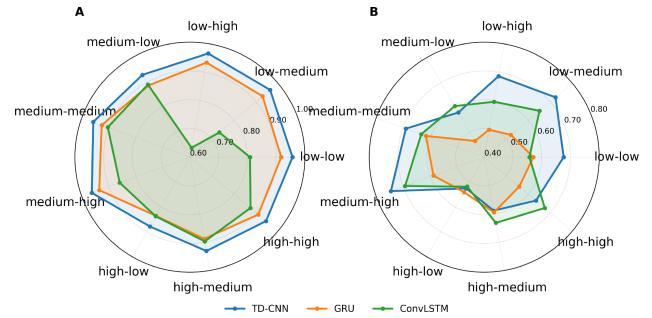 A
low-high
medium-low
low-medium
medium-medium
1.00
0.90
0.80
0.70
0.60
low-low
medium-high
high-high
high-low
high-medium
B
low-high
medium-low
low-medium
medium-medium
0.80
0.70
0.60
0.50
0.40
low-low
medium-high
high-high
high-low
high-medium
TD-CNN
GRU
ConvLSTM